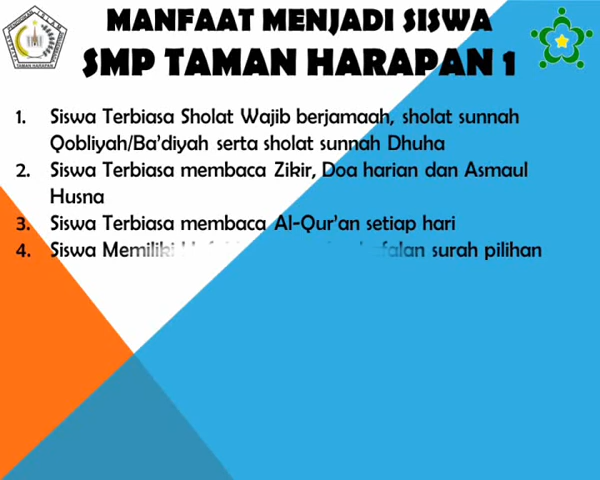 MANFAAT MENJADI SISWA
SMP TAMAN HARAPAN 1
1. Siswa Terbiasa Sholat Wajib berjamaah, sholat sunnah
Qobliyah/Ba'diyah serta sholat sunnah Dhuha
2. Siswa Terbiasa membaca Zikir, Doa harian dan Asmaul
Husna
3. Siswa Terbiasa membaca Al-Qur'an setiap hari
4. Siswa Memiliki surah pilihan
TAMAN HARAPAN